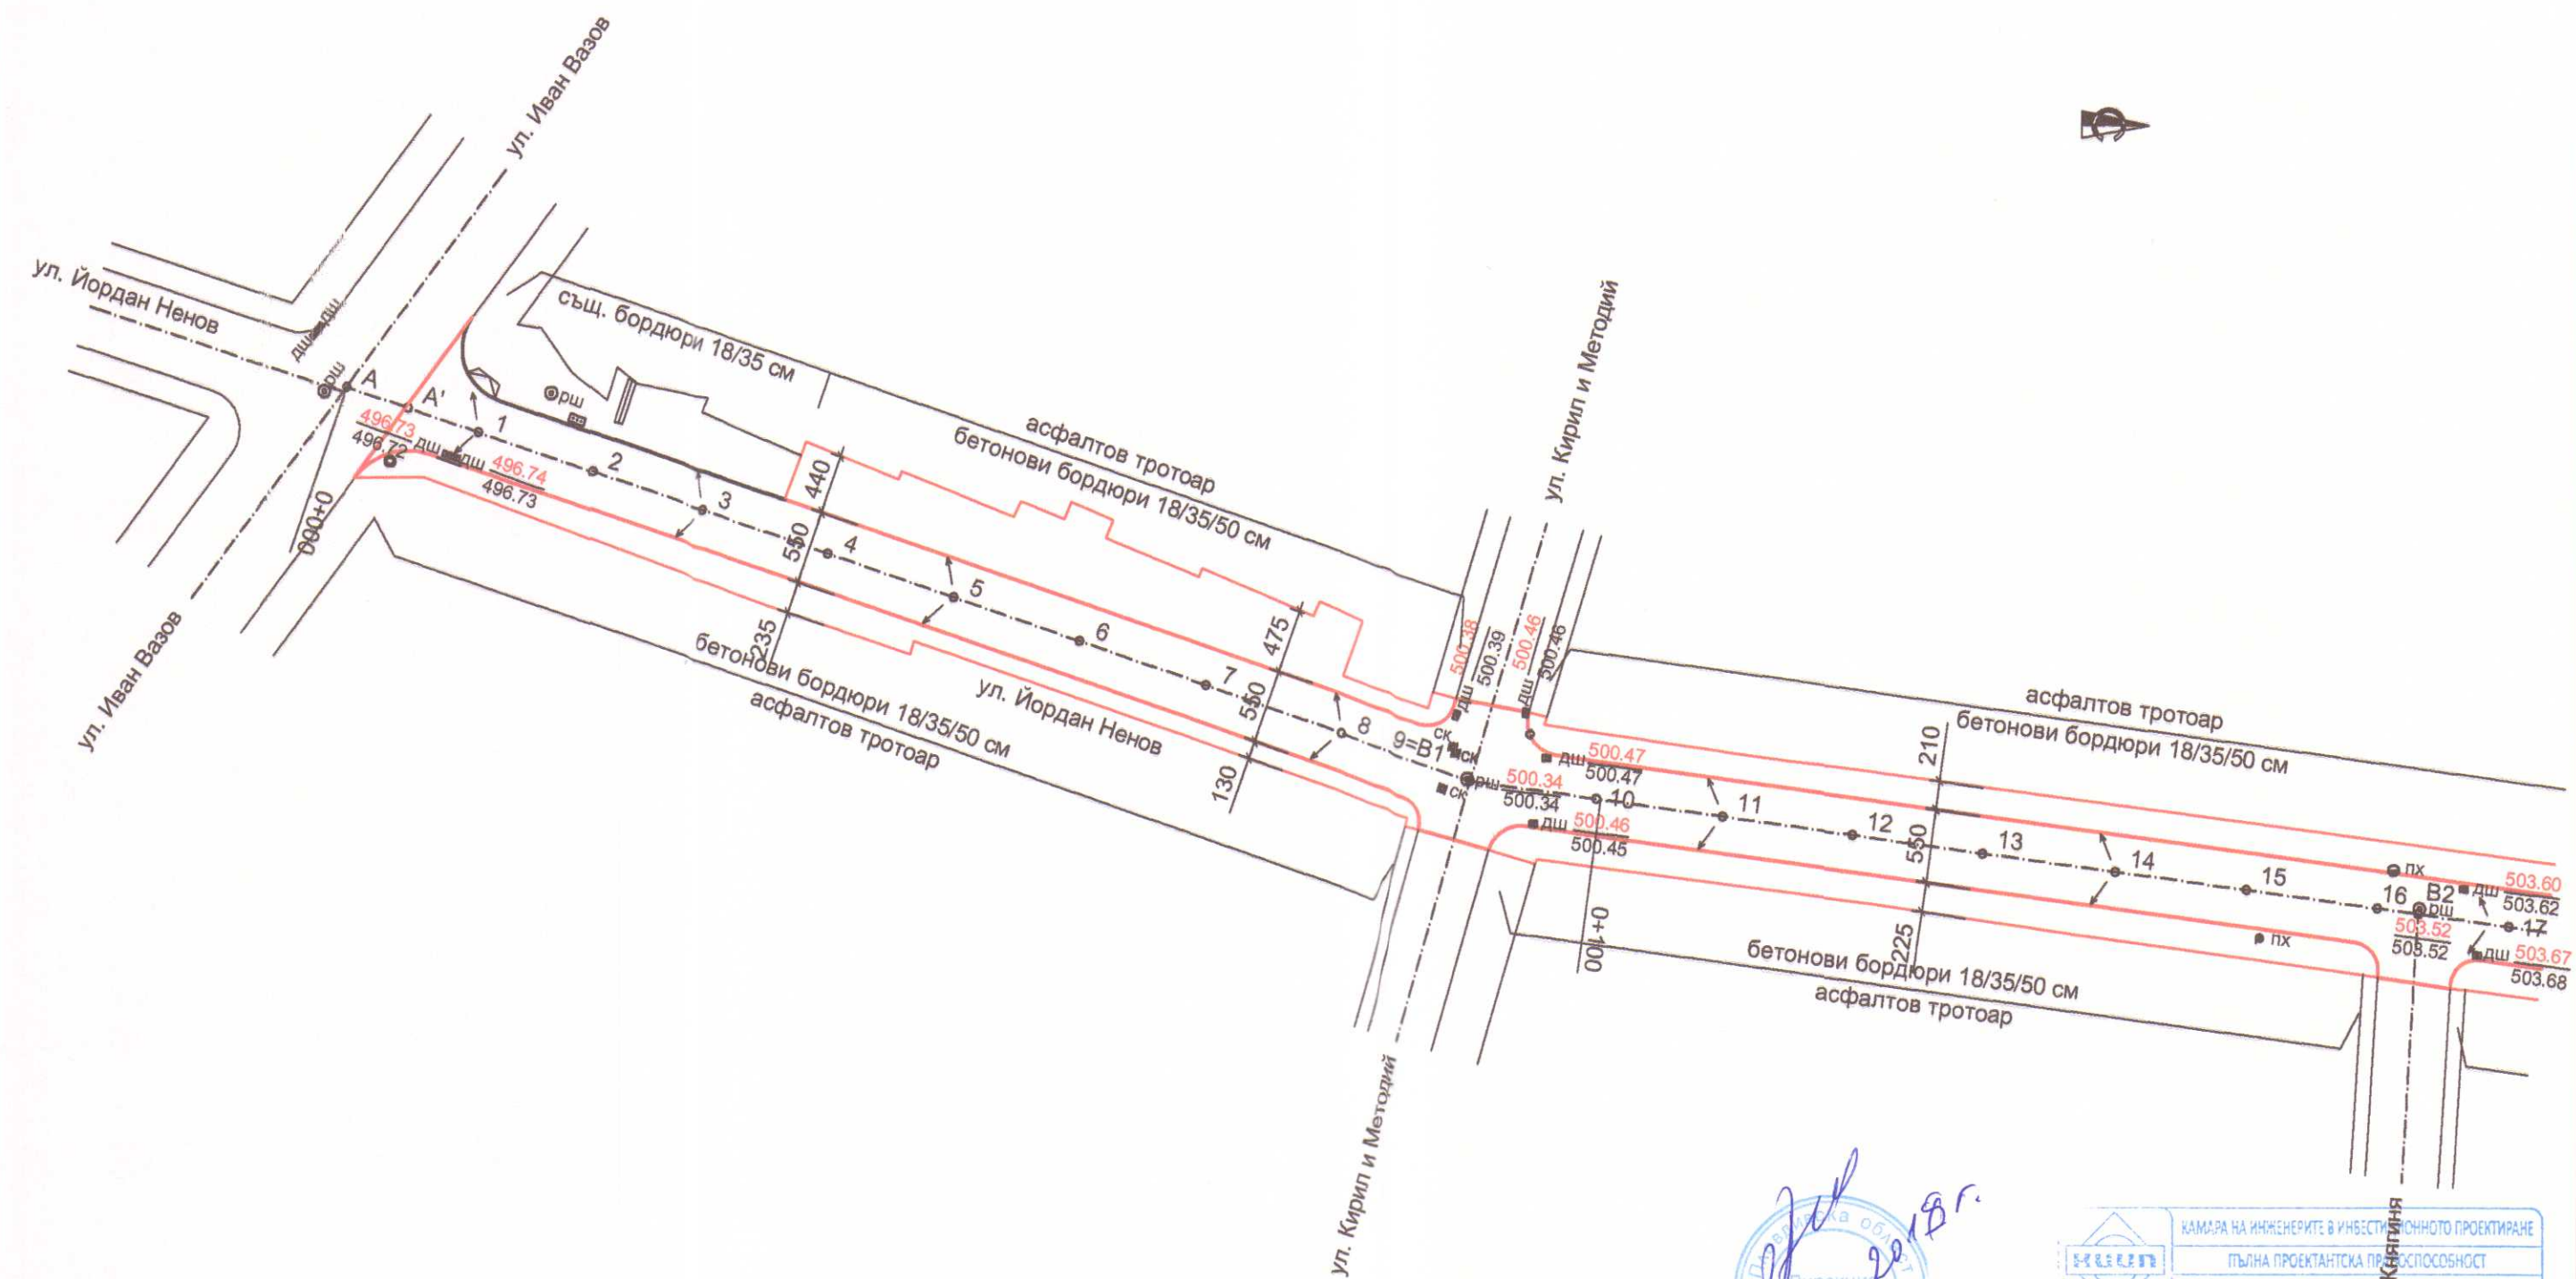 ул. Иван Вазов
ул. Йордан Ненов
дш
дш
рш
А
А'
496.73
496.72
дш
дш
496.74
496.73
0+000
ул. Иван Вазов
същ. бордюри 18/35 см
рш
1
2
3
4
5
6
7
8
9=В1
440
550
235
асфалтов тротоар
бетонови бордюри 18/35/50 см
бетонови бордюри 18/35/50 см
асфалтов тротоар
ул. Йордан Ненов
475
550
130
ул. Кирил и Методий
дш
500.38
500.39
дш
500.46
500.46
ск
ск
ск
рш
500.34
500.34
дш
500.47
500.47
дш
500.46
500.45
10
11
12
13
14
15
16
В2
17
0+100
210
550
225
асфалтов тротоар
бетонови бордюри 18/35/50 см
бетонови бордюри 18/35/50 см
асфалтов тротоар
пх
пх
рш
503.52
503.52
дш
503.60
503.62
дш
503.67
503.68
ул. Кирил и Методий
Княгиня
2018 г.
КАМАРА НА ИНЖЕНЕРИТЕ В ИНВЕСТИЦИОННОТО ПРОЕКТИРАНЕ
КИИП
ПЪЛНА ПРОЕКТАНТСКА ПРАВОСПОСОБНОСТ